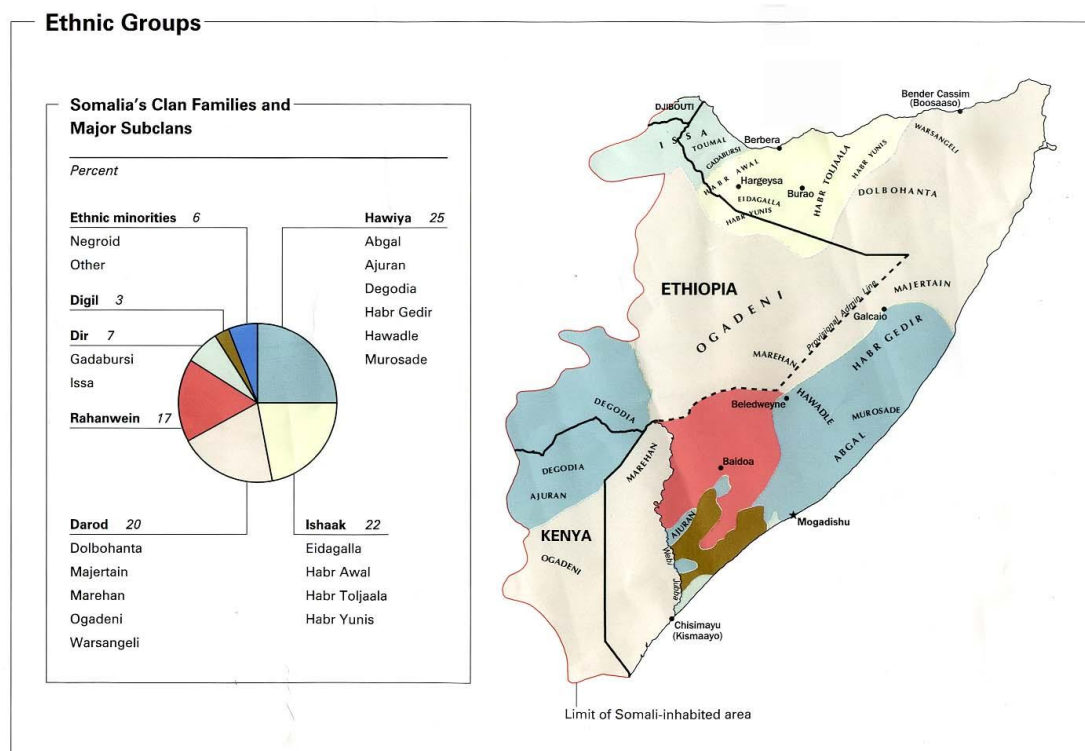 Ethnic Groups
Somalia's Clan Families and
Major Subclans
Percent
Ethnic minorities 6
Negroid
Other
Digil 3
Dir 7
Gadabursi
Issa
Rahanwein 17
Hawiya 25
Abgal
Ajuran
Degodia
Habr Gedir
Hawadle
Murosade
Darod 20
Dolbohanta
Majertain
Marehan
Ogadeni
Warsangeli
Ishaak 22
Eidagalla
Habr Awal
Habr Toljaala
Habr Yunis
DJIBOUTI
ISSA
TOUMAL
GADABURSI
Berbera
Bender Cassim
(Boosaaso)
WARSANGELI
HABR AWAL
Hargeysa
EIDAGALLA
HABR YUNIS
Burao
HABR TOLJAALA
HABR YUNIS
DOLBOHANTA
ETHIOPIA
OGADENI
Provisional Admin Line
MAJERTAIN
Galcaio
MAREHAN
HABR GEDIR
Beledweyne
HAWADLE
MUROSADE
ABGAL
DEGODIA
MAREHAN
Baidoa
DEGODIA
AJURAN
AJURAN
Mogadishu
KENYA
OGADENI
Webi
Jubba
Chisimayu
(Kismaayo)
Limit of Somali-inhabited area